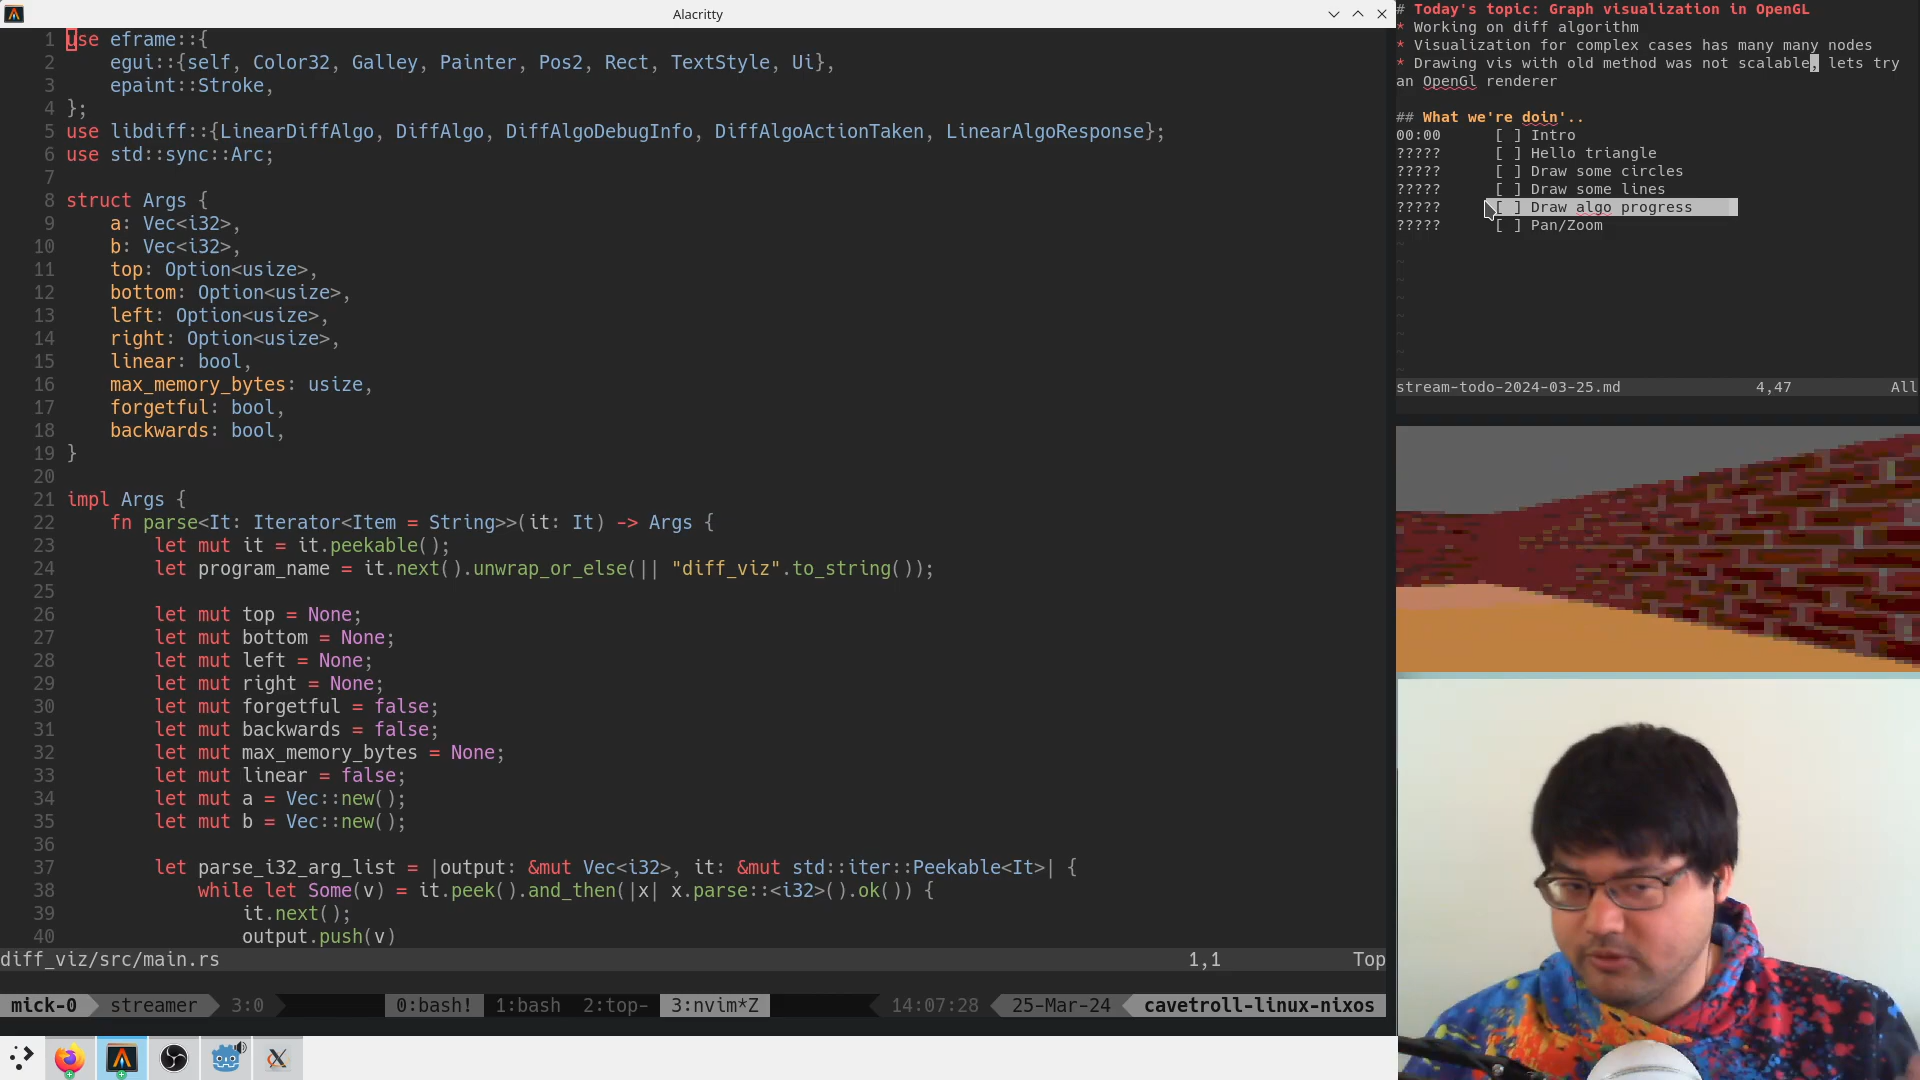 Alacritty
1 use eframe::{
2     egui::{self, Color32, Galley, Painter, Pos2, Rect, TextStyle, Ui},
3     epaint::Stroke,
4 };
5 use libdiff::{LinearDiffAlgo, DiffAlgo, DiffAlgoDebugInfo, DiffAlgoActionTaken, LinearAlgoResponse};
6 use std::sync::Arc;
7
8 struct Args {
9     a: Vec<i32>,
10     b: Vec<i32>,
11     top: Option<usize>,
12     bottom: Option<usize>,
13     left: Option<usize>,
14     right: Option<usize>,
15     linear: bool,
16     max_memory_bytes: usize,
17     forgetful: bool,
18     backwards: bool,
19 }
20
21 impl Args {
22     fn parse<It: Iterator<Item = String>>(it: It) -> Args {
23         let mut it = it.peekable();
24         let program_name = it.next().unwrap_or_else(|| "diff_viz".to_string());
25
26         let mut top = None;
27         let mut bottom = None;
28         let mut left = None;
29         let mut right = None;
30         let mut forgetful = false;
31         let mut backwards = false;
32         let mut max_memory_bytes = None;
33         let mut linear = false;
34         let mut a = Vec::new();
35         let mut b = Vec::new();
36
37         let parse_i32_arg_list = |output: &mut Vec<i32>, it: &mut std::iter::Peekable<It>| {
38             while let Some(v) = it.peek().and_then(|x| x.parse::<i32>().ok()) {
39                 it.next();
40                 output.push(v)
diff_viz/src/main.rs 1,1 Top
mick-0 streamer 3:0 0:bash! 1:bash 2:top- 3:nvim*Z 14:07:28 25-Mar-24 cavetroll-linux-nixos
# Today's topic: Graph visualization in OpenGL
* Working on diff algorithm
* Visualization for complex cases has many many nodes
* Drawing vis with old method was not scalable, lets try
an OpenGl renderer
## What we're doin'..
00:00 [ ] Intro
????? [ ] Hello triangle
????? [ ] Draw some circles
????? [ ] Draw some lines
????? [ ] Draw algo progress
????? [ ] Pan/Zoom
~
~
~
~
~
~
~
stream-todo-2024-03-25.md 4,47 All